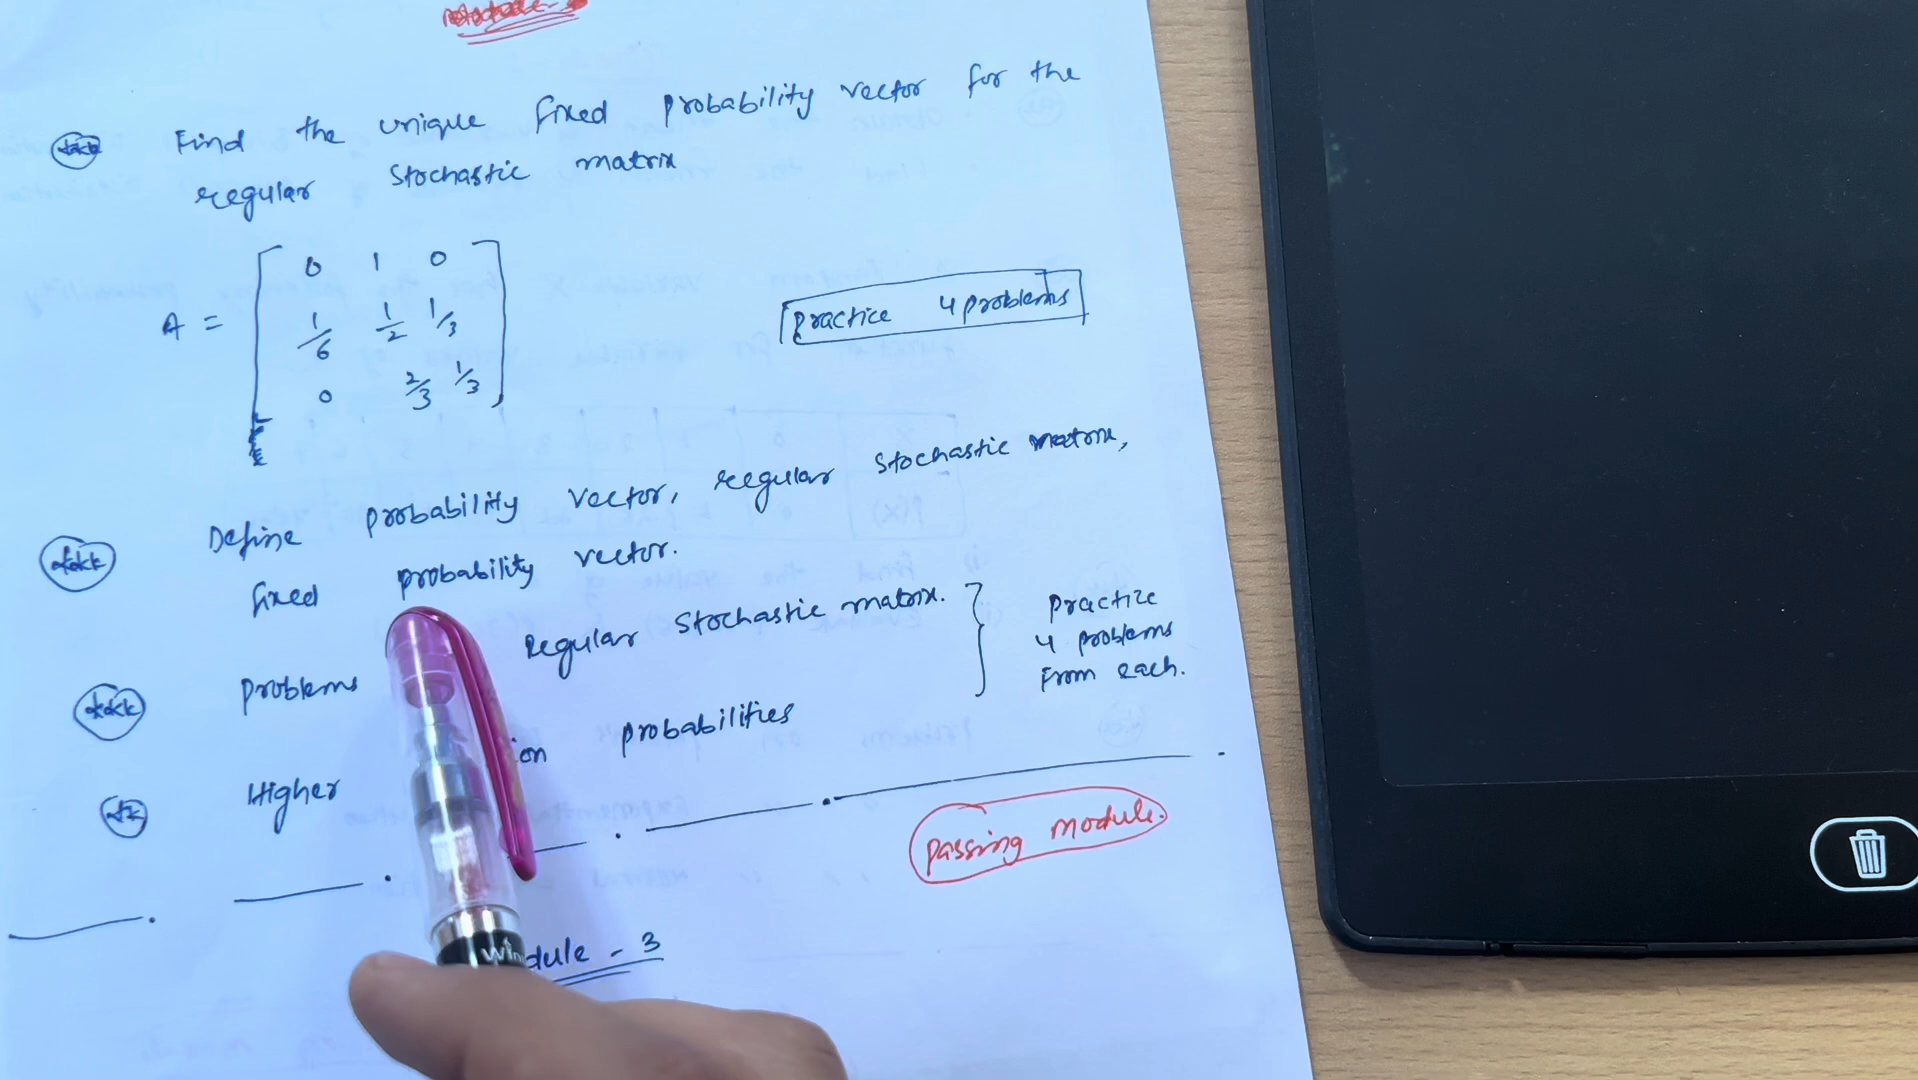 Find the unique fixed probability vector for the
regular stochastic matrix
A = [ 0 1 0
1/6 1/2 1/3
0 2/3 1/3 ]
practice 4 problems
Define probability vector, regular stochastic matrix,
fixed probability vector.
problems regular stochastic matrix.
Higher ion probabilities
practice
4 problems
From each.
passing module.
dule - 3
win